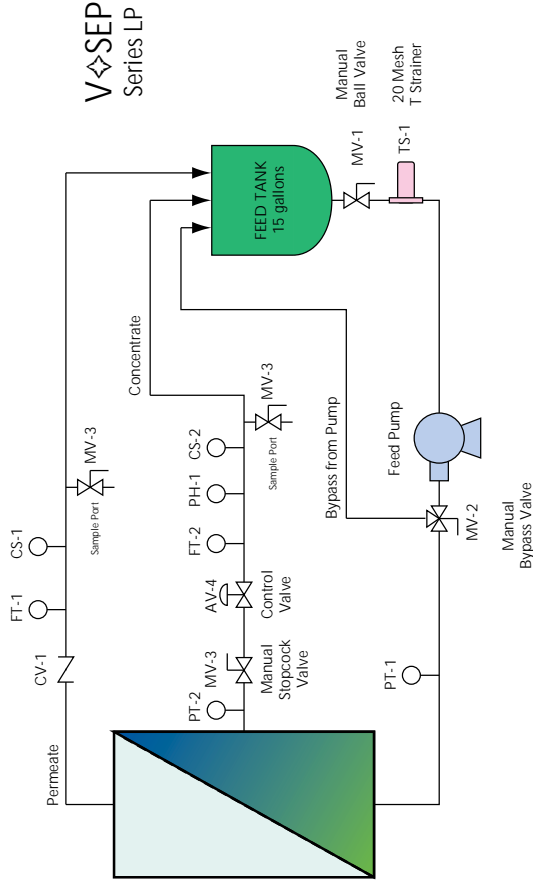 V SEP
Series LP
Permeate
CV-1
FT-1
CS-1
Sample Port
MV-3
Concentrate
PT-2
MV-3
Manual
Stopcock
Valve
AV-4
Control
Valve
FT-2
PH-1
CS-2
Sample Port
MV-3
FEED TANK
15 gallons
MV-1
Manual
Ball Valve
TS-1
20 Mesh
T Strainer
Bypass from Pump
Feed Pump
MV-2
Manual
Bypass Valve
PT-1